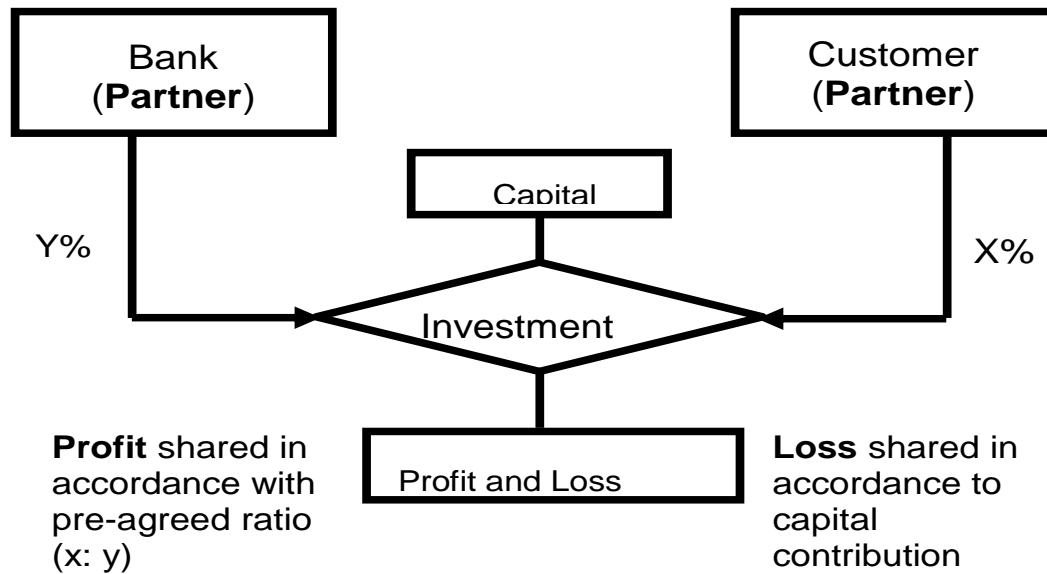 Bank
(Partner)
Customer
(Partner)
Capital
Y%
X%
Investment
Profit and Loss
Profit shared in
accordance with
pre-agreed ratio
(x: y)
Loss shared in
accordance to
capital
contribution